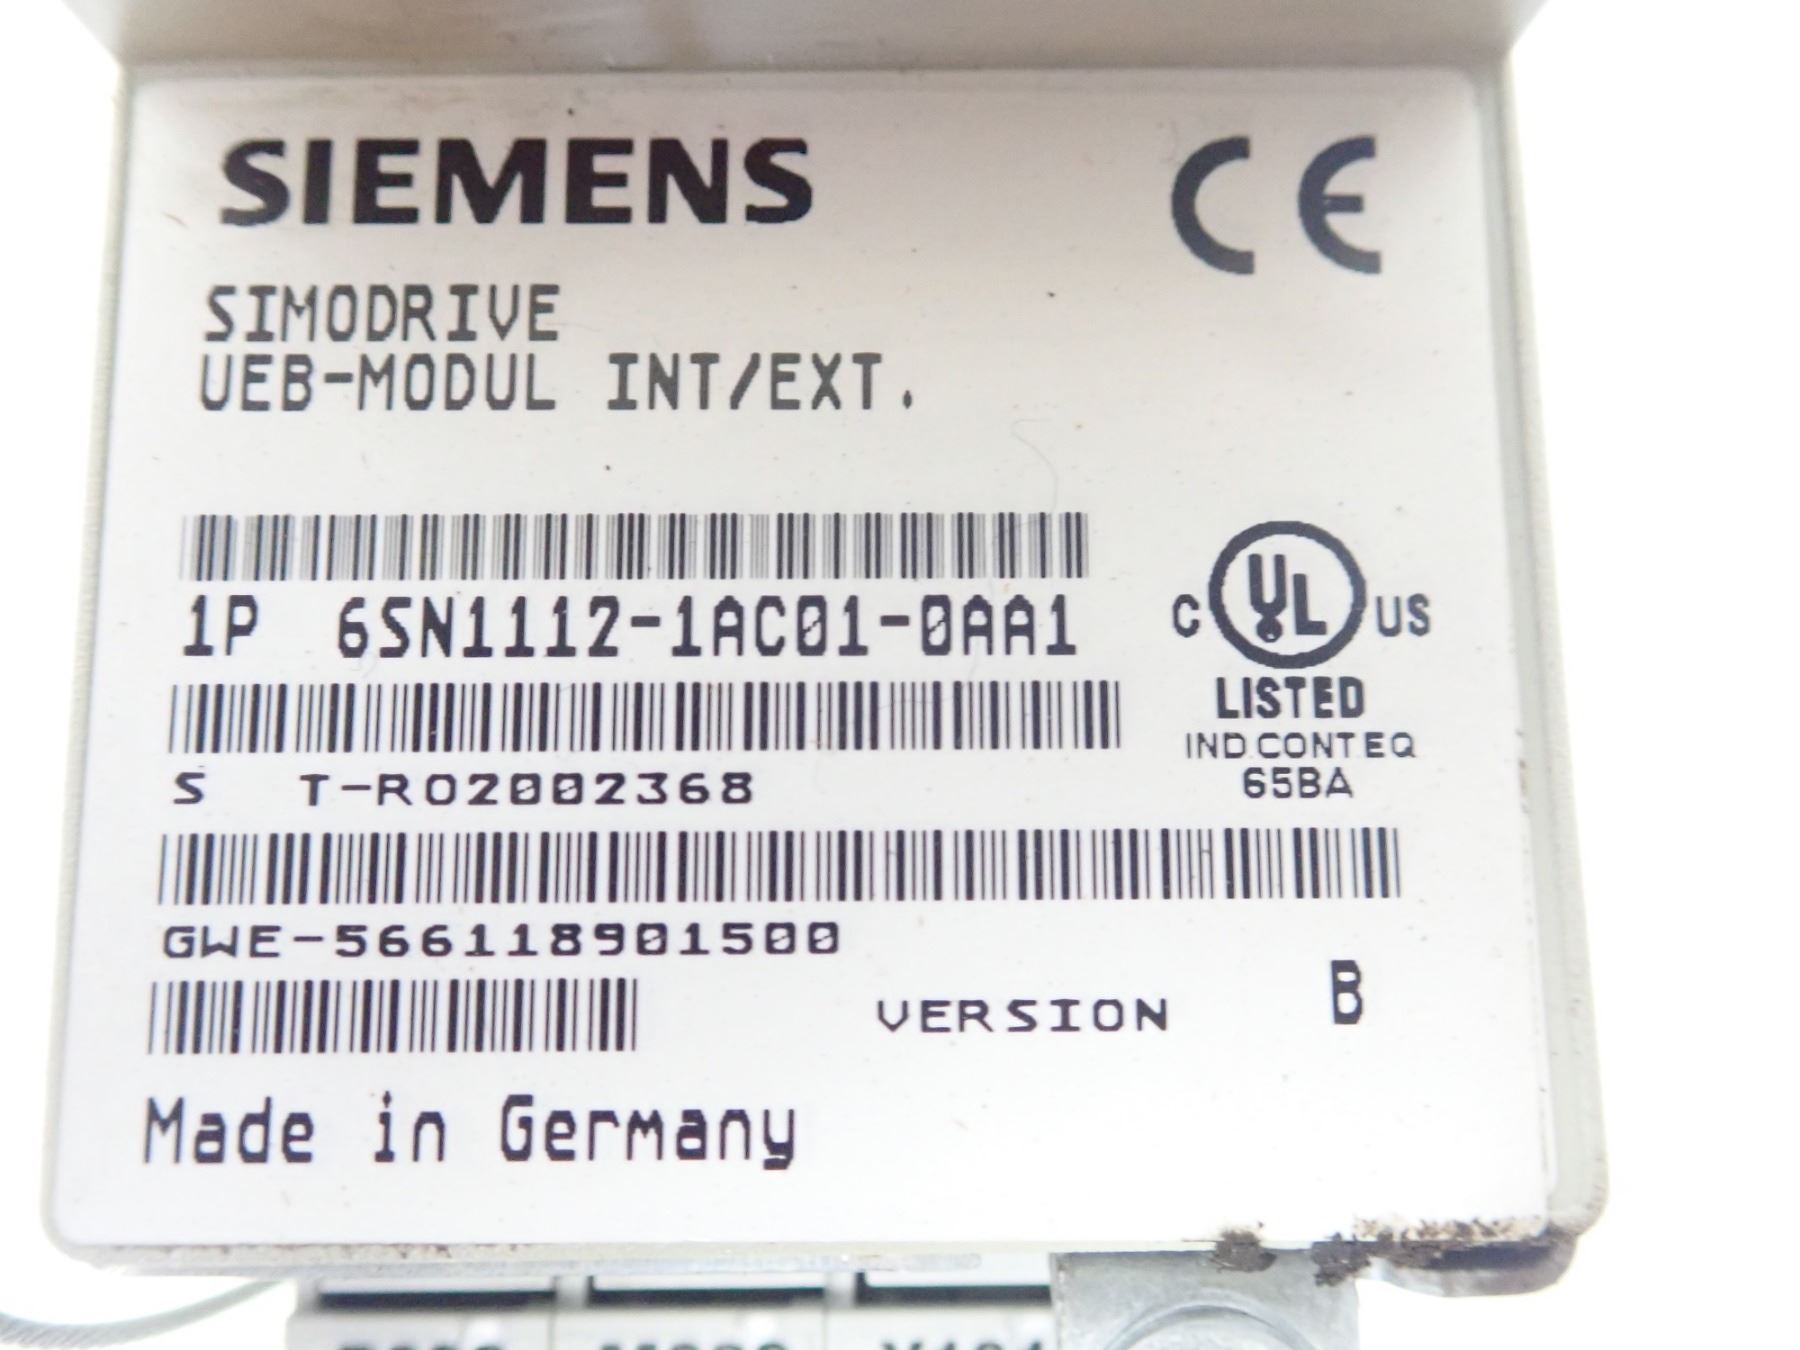 SIEMENS
CE
SIMODRIVE
UEB-MODUL INT/EXT.
1P 6SN1112-1AC01-0AA1
C UL US
LISTED
IND.CONT.EQ
65BA
S T-RO2002368
GWE-566118901500
VERSION B
Made in Germany